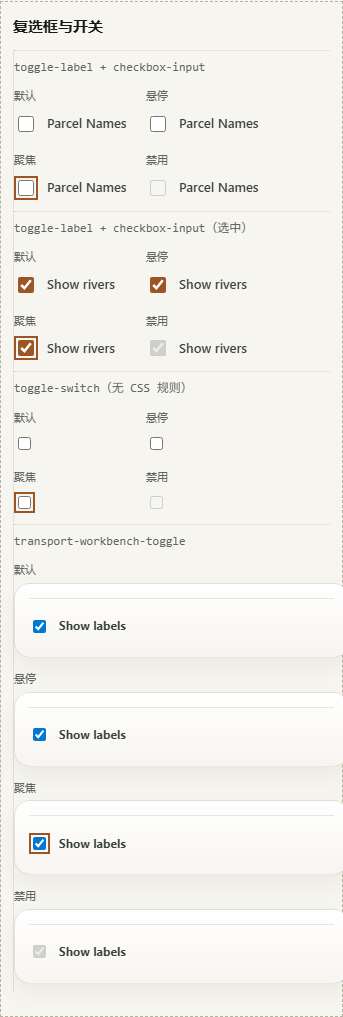 复选框与开关
toggle-label + checkbox-input
默认 悬停
Parcel Names Parcel Names
聚焦 禁用
Parcel Names Parcel Names
toggle-label + checkbox-input（选中）
默认 悬停
Show rivers Show rivers
聚焦 禁用
Show rivers Show rivers
toggle-switch（无 CSS 规则）
默认 悬停
聚焦 禁用
transport-workbench-toggle
默认
Show labels
悬停
Show labels
聚焦
Show labels
禁用
Show labels